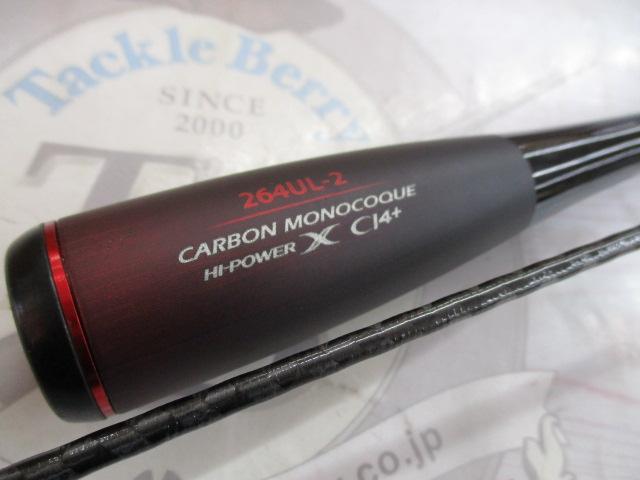 Tackle Berry
SINCE
2000
264UL-2
CARBON MONOCOQUE
HI-POWER X CI4+
.co.jp